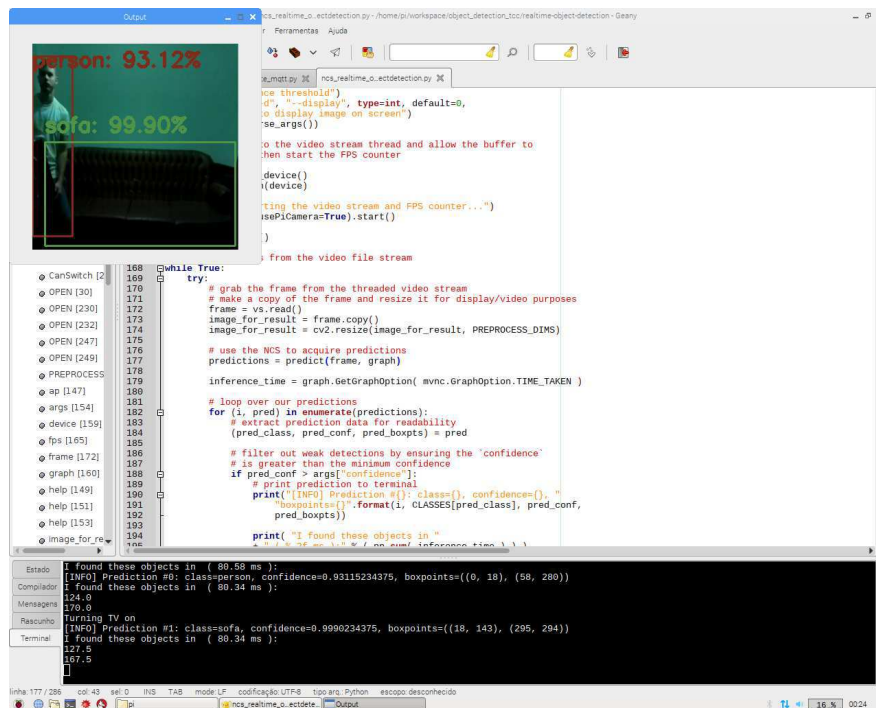 Output
ncs_realtime_o...ectdetection.py - /home/pi/workspace/object_detection_tcc/realtime-object-detection - Geany
Ferramentas Ajuda
person: 93.12%
sofa: 99.90%
e_mqtt.py
ncs_realtime_o...ectdetection.py
ce threshold")
d", "--display", type=int, default=0,
o display image on screen")
rse_args())
to the video stream thread and allow the buffer to
then start the FPS counter
device()
(device)
rting the video stream and FPS counter...")
usePiCamera=True).start()
)
from the video file stream
168 while True:
169 try:
170 # grab the frame from the threaded video stream
171 # make a copy of the frame and resize it for display/video purposes
172 frame = vs.read()
173 image_for_result = frame.copy()
174 image_for_result = cv2.resize(image_for_result, PREPROCESS_DIMS)
175
176 # use the NCS to acquire predictions
177 predictions = predict(frame, graph)
178
179 inference_time = graph.GetGraphOption( mvnc.GraphOption.TIME_TAKEN )
180
181 # loop over our predictions
182 for (i, pred) in enumerate(predictions):
183 # extract prediction data for readability
184 (pred_class, pred_conf, pred_boxpts) = pred
185
186 # filter out weak detections by ensuring the `confidence`
187 # is greater than the minimum confidence
188 if pred_conf > args["confidence"]:
189 # print prediction to terminal
190 print("[INFO] Prediction #{}: class={}, confidence={}, "
191 "boxpoints={}".format(i, CLASSES[pred_class], pred_conf,
192 pred_boxpts))
193
194 print( "I found these objects in "
195 + " ( %.2f ms ):" % ( np.sum( inference_time ) ) )
CanSwitch [2
OPEN [30]
OPEN [230]
OPEN [232]
OPEN [247]
OPEN [249]
PREPROCESS
ap [147]
args [154]
device [159]
fps [165]
frame [172]
graph [160]
help [149]
help [151]
help [153]
image_for_re
Estado
Compilador
Mensagens
Rascunho
Terminal
I found these objects in ( 80.58 ms ):
[INFO] Prediction #0: class=person, confidence=0.93115234375, boxpoints=((0, 18), (58, 280))
I found these objects in ( 80.34 ms ):
124.0
170.0
Turning TV on
[INFO] Prediction #1: class=sofa, confidence=0.9990234375, boxpoints=((18, 143), (295, 294))
I found these objects in ( 80.34 ms ):
127.5
167.5
linha: 177 / 286 col: 43 sel: 0 INS TAB mode: LF codificação: UTF-8 tipo arq.: Python escopo: desconhecido
pi
ncs_realtime_o...ectdete...
Output
16 %
00:24